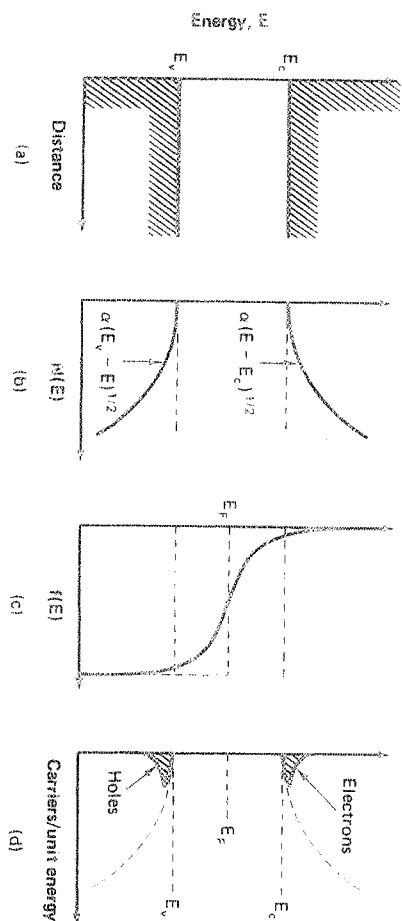 Energy, E
E_c
E_v
Distance
(a)
α(E − E_c)^1/2
α(E_v − E)^1/2
N(E)
(b)
E_F
f(E)
(c)
Electrons
E_c
E_F
E_v
Holes
Carriers/unit energy
(d)